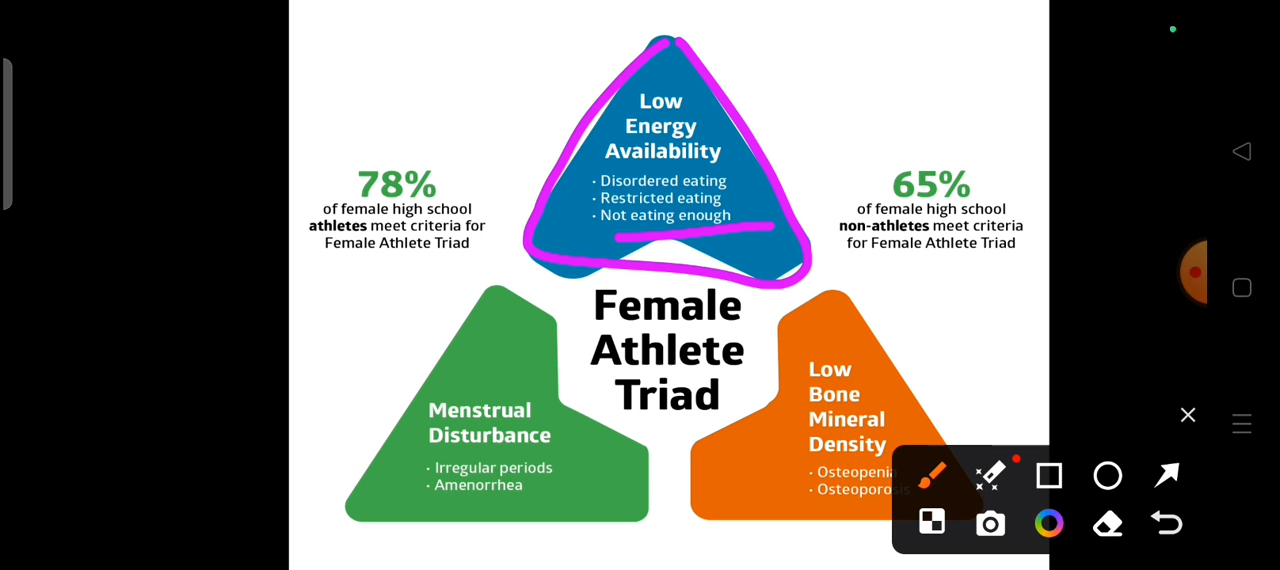 Low
Energy
Availability
· Disordered eating
· Restricted eating
· Not eating enough
78%
of female high school
athletes meet criteria for
Female Athlete Triad
65%
of female high school
non-athletes meet criteria
for Female Athlete Triad
Female
Athlete
Triad
Menstrual
Disturbance
· Irregular periods
· Amenorrhea
Low
Bone
Mineral
Density
· Osteopenia
· Osteoporosis